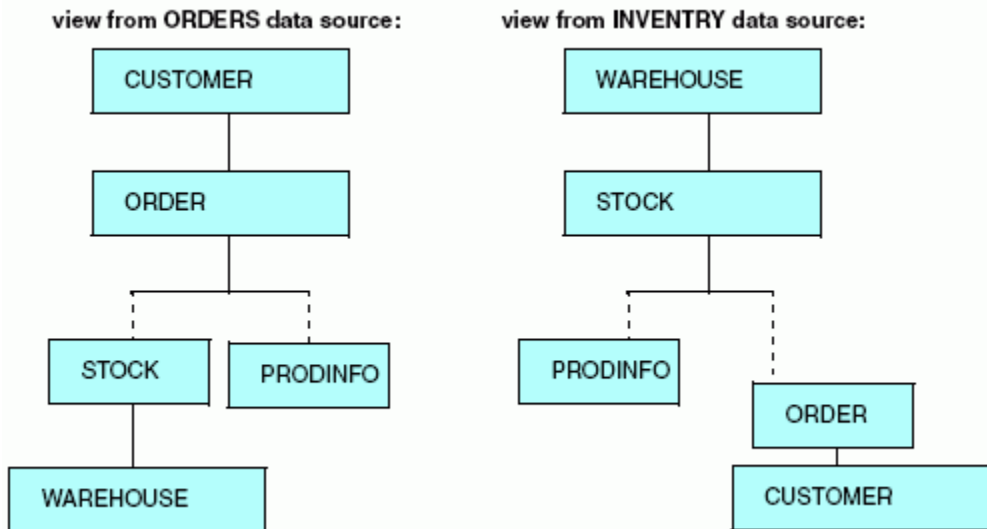 view from ORDERS data source:
CUSTOMER
ORDER
STOCK
PRODINFO
WAREHOUSE
view from INVENTRY data source:
WAREHOUSE
STOCK
PRODINFO
ORDER
CUSTOMER